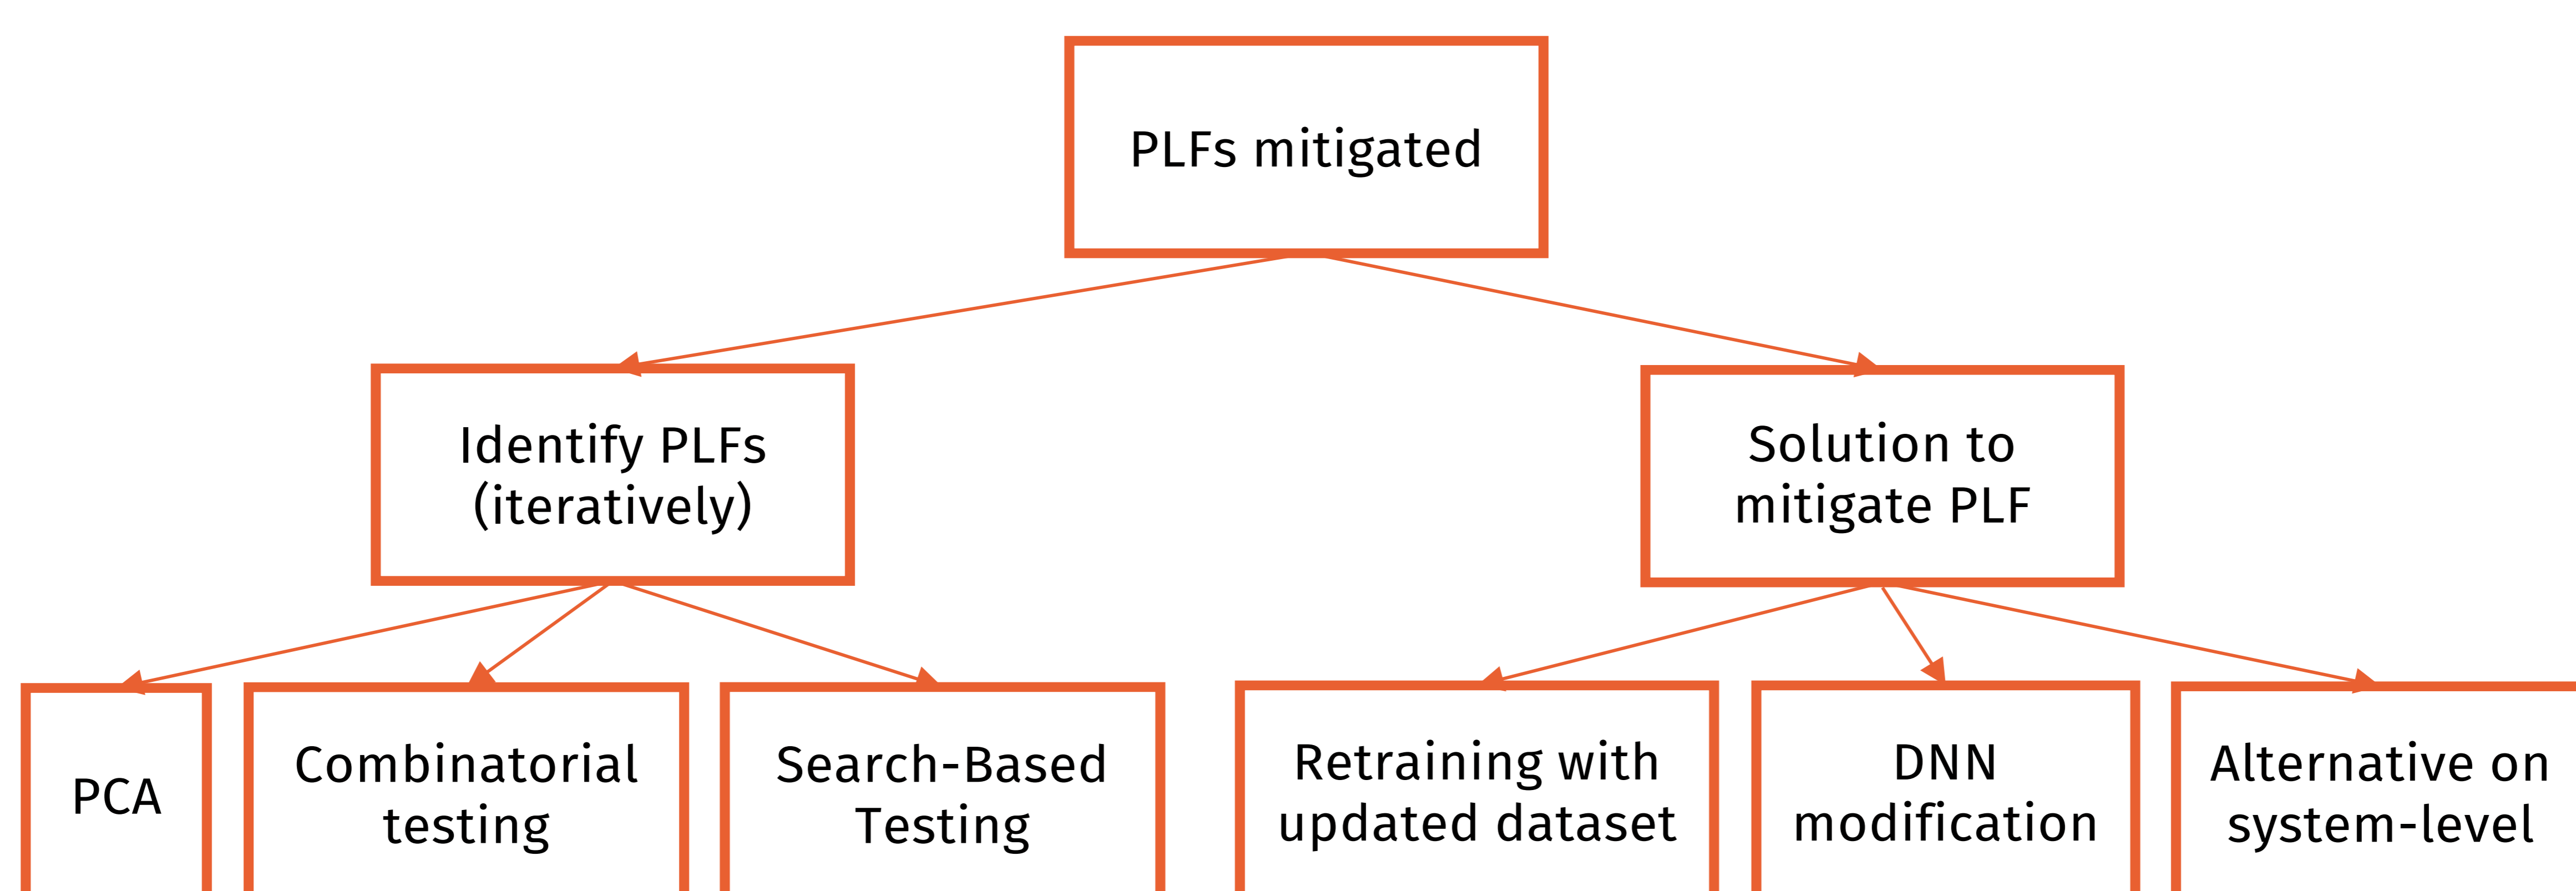 PLFs mitigated
Identify PLFs
(iteratively)
Solution to
mitigate PLF
PCA
Combinatorial
testing
Search-Based
Testing
Retraining with
updated dataset
DNN
modification
Alternative on
system-level